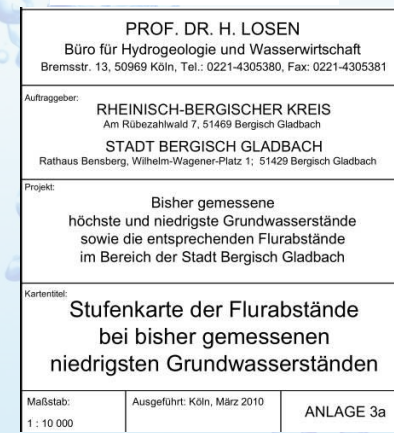 PROF. DR. H. LOSEN
Büro für Hydrogeologie und Wasserwirtschaft
Bremsstr. 13, 50969 Köln, Tel.: 0221-4305380, Fax: 0221-4305381
Auftraggeber:
RHEINISCH-BERGISCHER KREIS
Am Rübezahlwald 7, 51469 Bergisch Gladbach
STADT BERGISCH GLADBACH
Rathaus Bensberg, Wilhelm-Wagener-Platz 1; 51429 Bergisch Gladbach
Projekt:
Bisher gemessene
höchste und niedrigste Grundwasserstände
sowie die entsprechenden Flurabstände
im Bereich der Stadt Bergisch Gladbach
Kartentitel:
Stufenkarte der Flurabstände
bei bisher gemessenen
niedrigsten Grundwasserständen
Maßstab:
1 : 10 000
Ausgeführt: Köln, März 2010
ANLAGE 3a